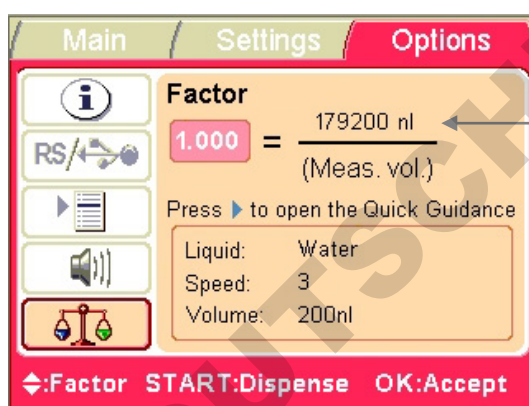 Main Settings Options
Factor
1.000 = 179200 nl
(Meas. vol.)
RS/
Press to open the Quick Guidance
Liquid: Water
Speed: 3
Volume: 200nl
:Factor START:Dispense OK:Accept